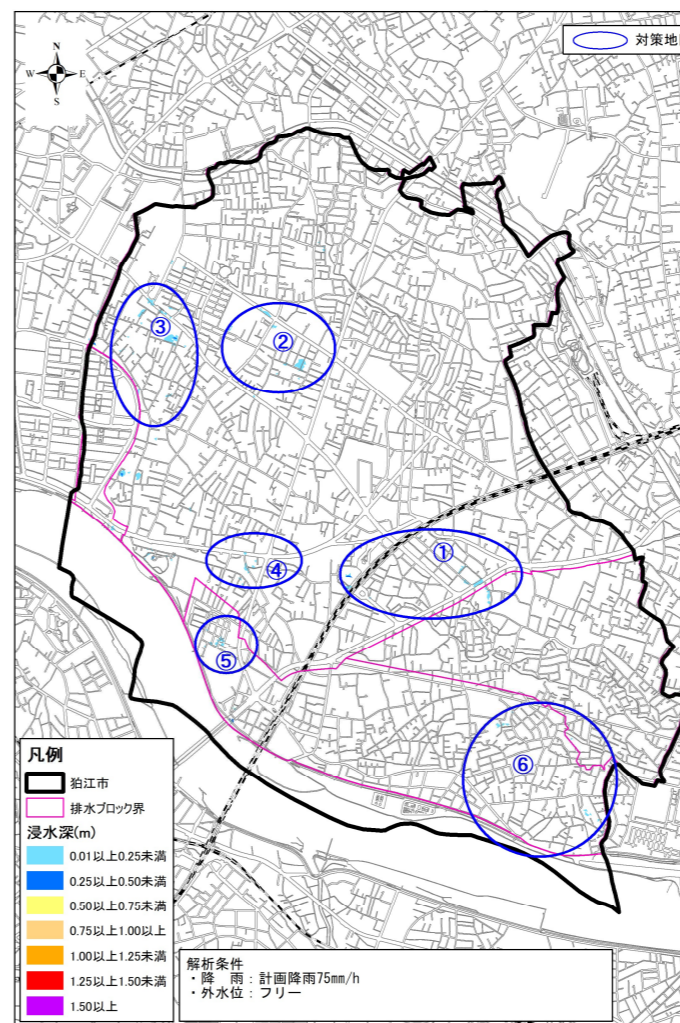 N
W E
S
対策地
③
②
①
④
⑤
⑥
凡例
狛江市
排水ブロック界
浸水深(m)
0.01以上0.25未満
0.25以上0.50未満
0.50以上0.75未満
0.75以上1.00以上
1.00以上1.25未満
1.25以上1.50未満
1.50以上
解析条件
・降 雨：計画降雨75mm/h
・外水位：フリー